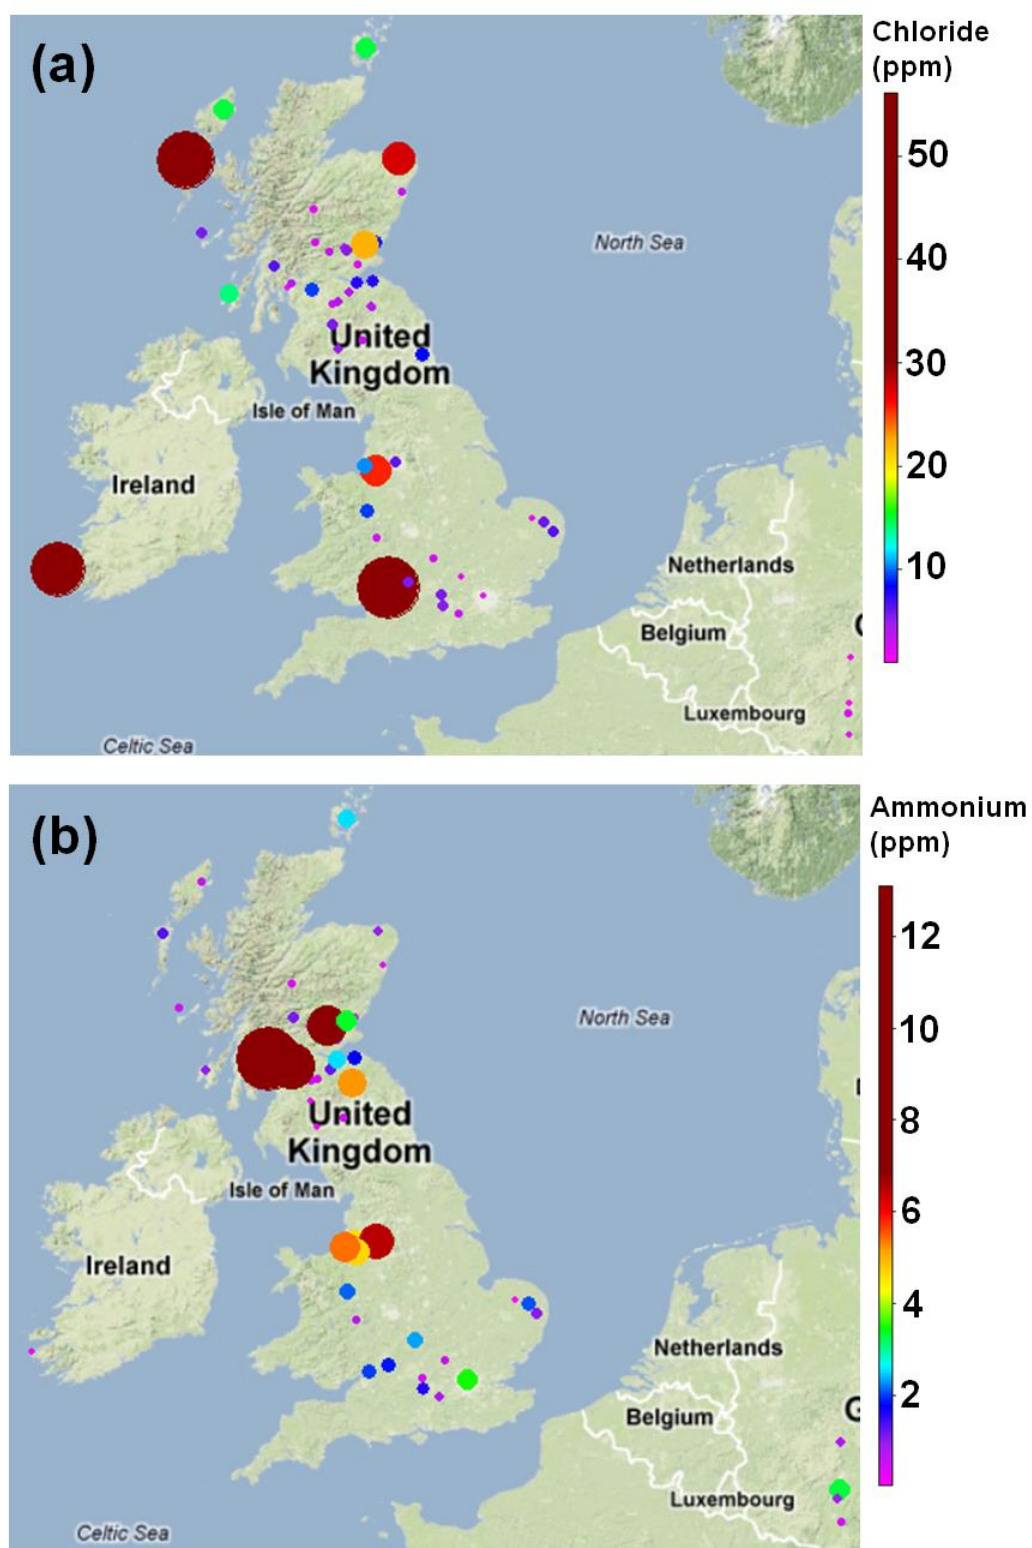 (a)
Chloride
(ppm)
50
40
30
20
10
North Sea
United
Kingdom
Isle of Man
Ireland
Netherlands
Belgium
Luxembourg
Celtic Sea
(b)
Ammonium
(ppm)
12
10
8
6
4
2
North Sea
United
Kingdom
Isle of Man
Ireland
Netherlands
Belgium
G
Luxembourg
Celtic Sea